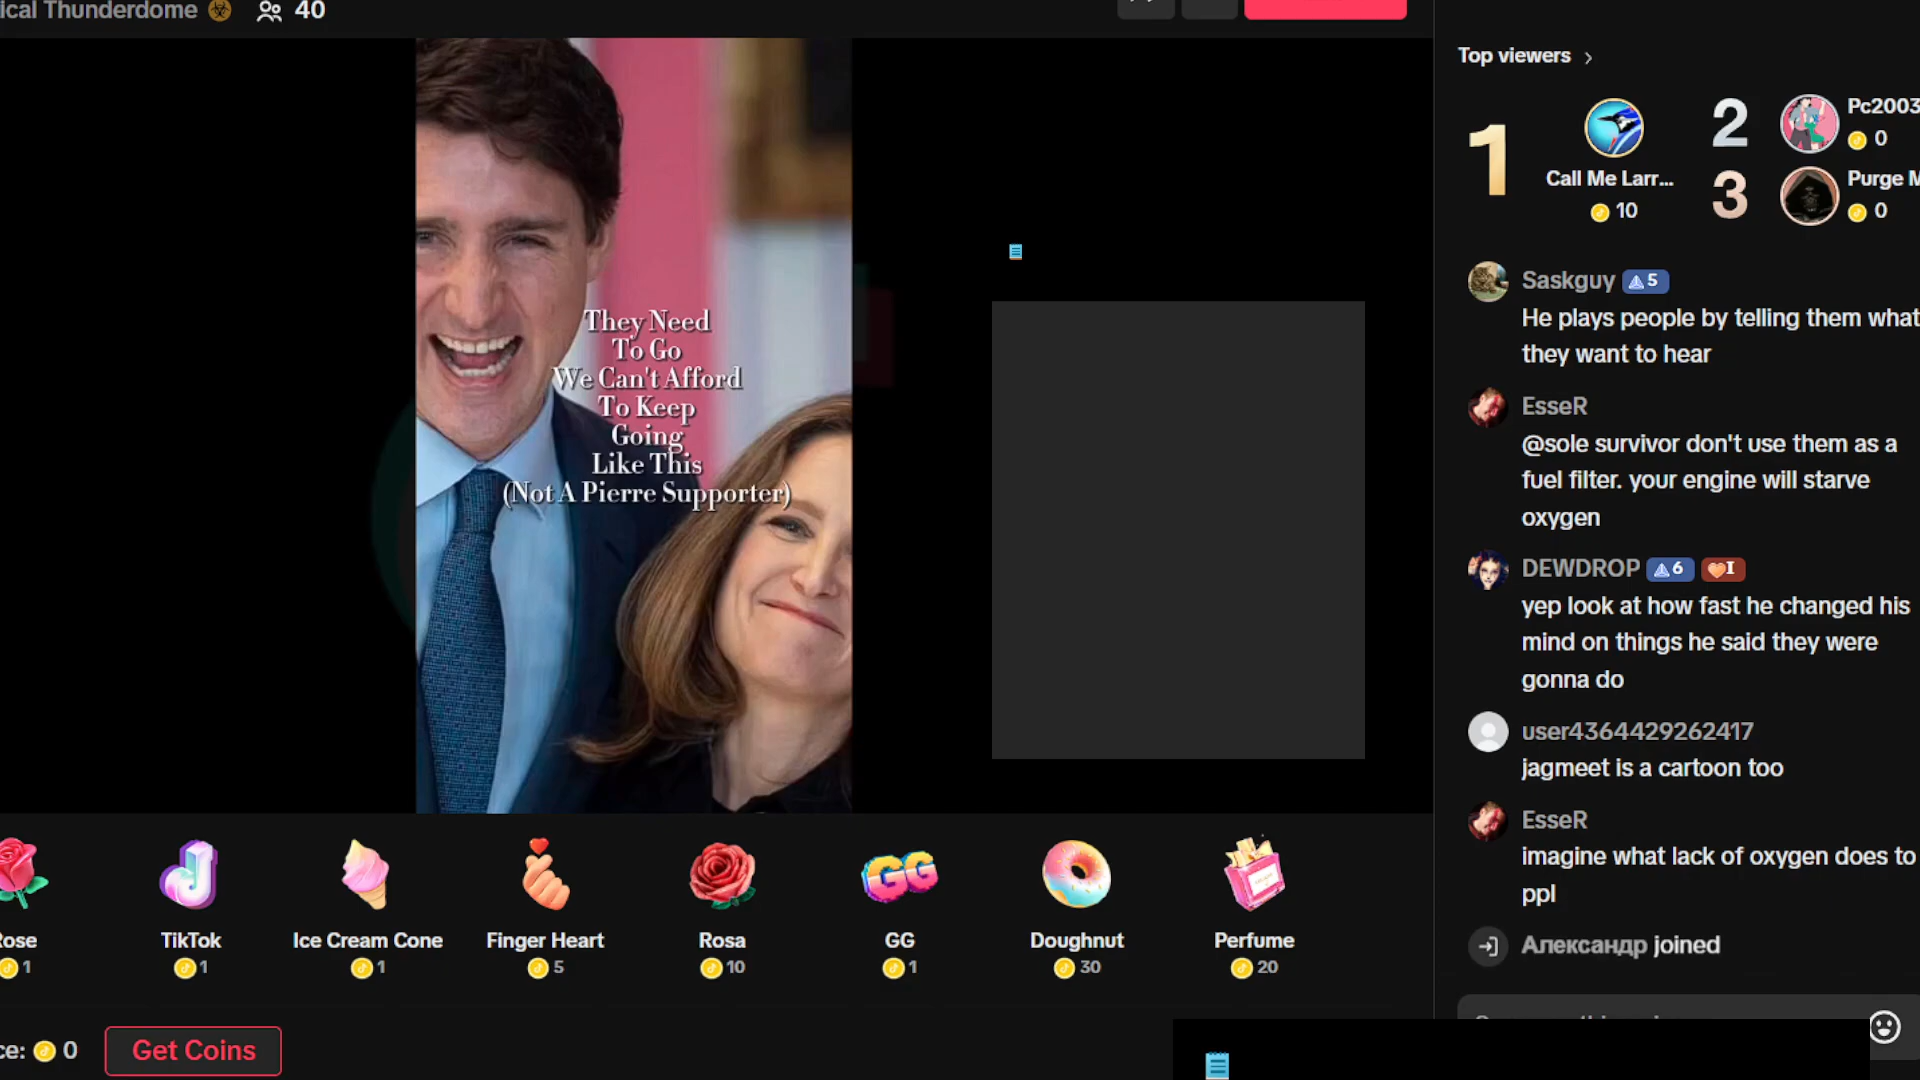 ical Thunderdome
40
They Need
To Go
We Can't Afford
To Keep
Going
Like This
(Not A Pierre Supporter)
Top viewers
1
Call Me Larr...
10
2
Pc2003
0
3
Purge M
0
Saskguy
5
He plays people by telling them what
they want to hear
EsseR
@sole survivor don't use them as a
fuel filter. your engine will starve
oxygen
DEWDROP
6
I
yep look at how fast he changed his
mind on things he said they were
gonna do
user4364429262417
jagmeet is a cartoon too
EsseR
imagine what lack of oxygen does to
ppl
Александр joined
Rose
1
TikTok
1
Ice Cream Cone
1
Finger Heart
5
Rosa
10
GG
GG
1
Doughnut
30
Perfume
20
ce: 0
Get Coins